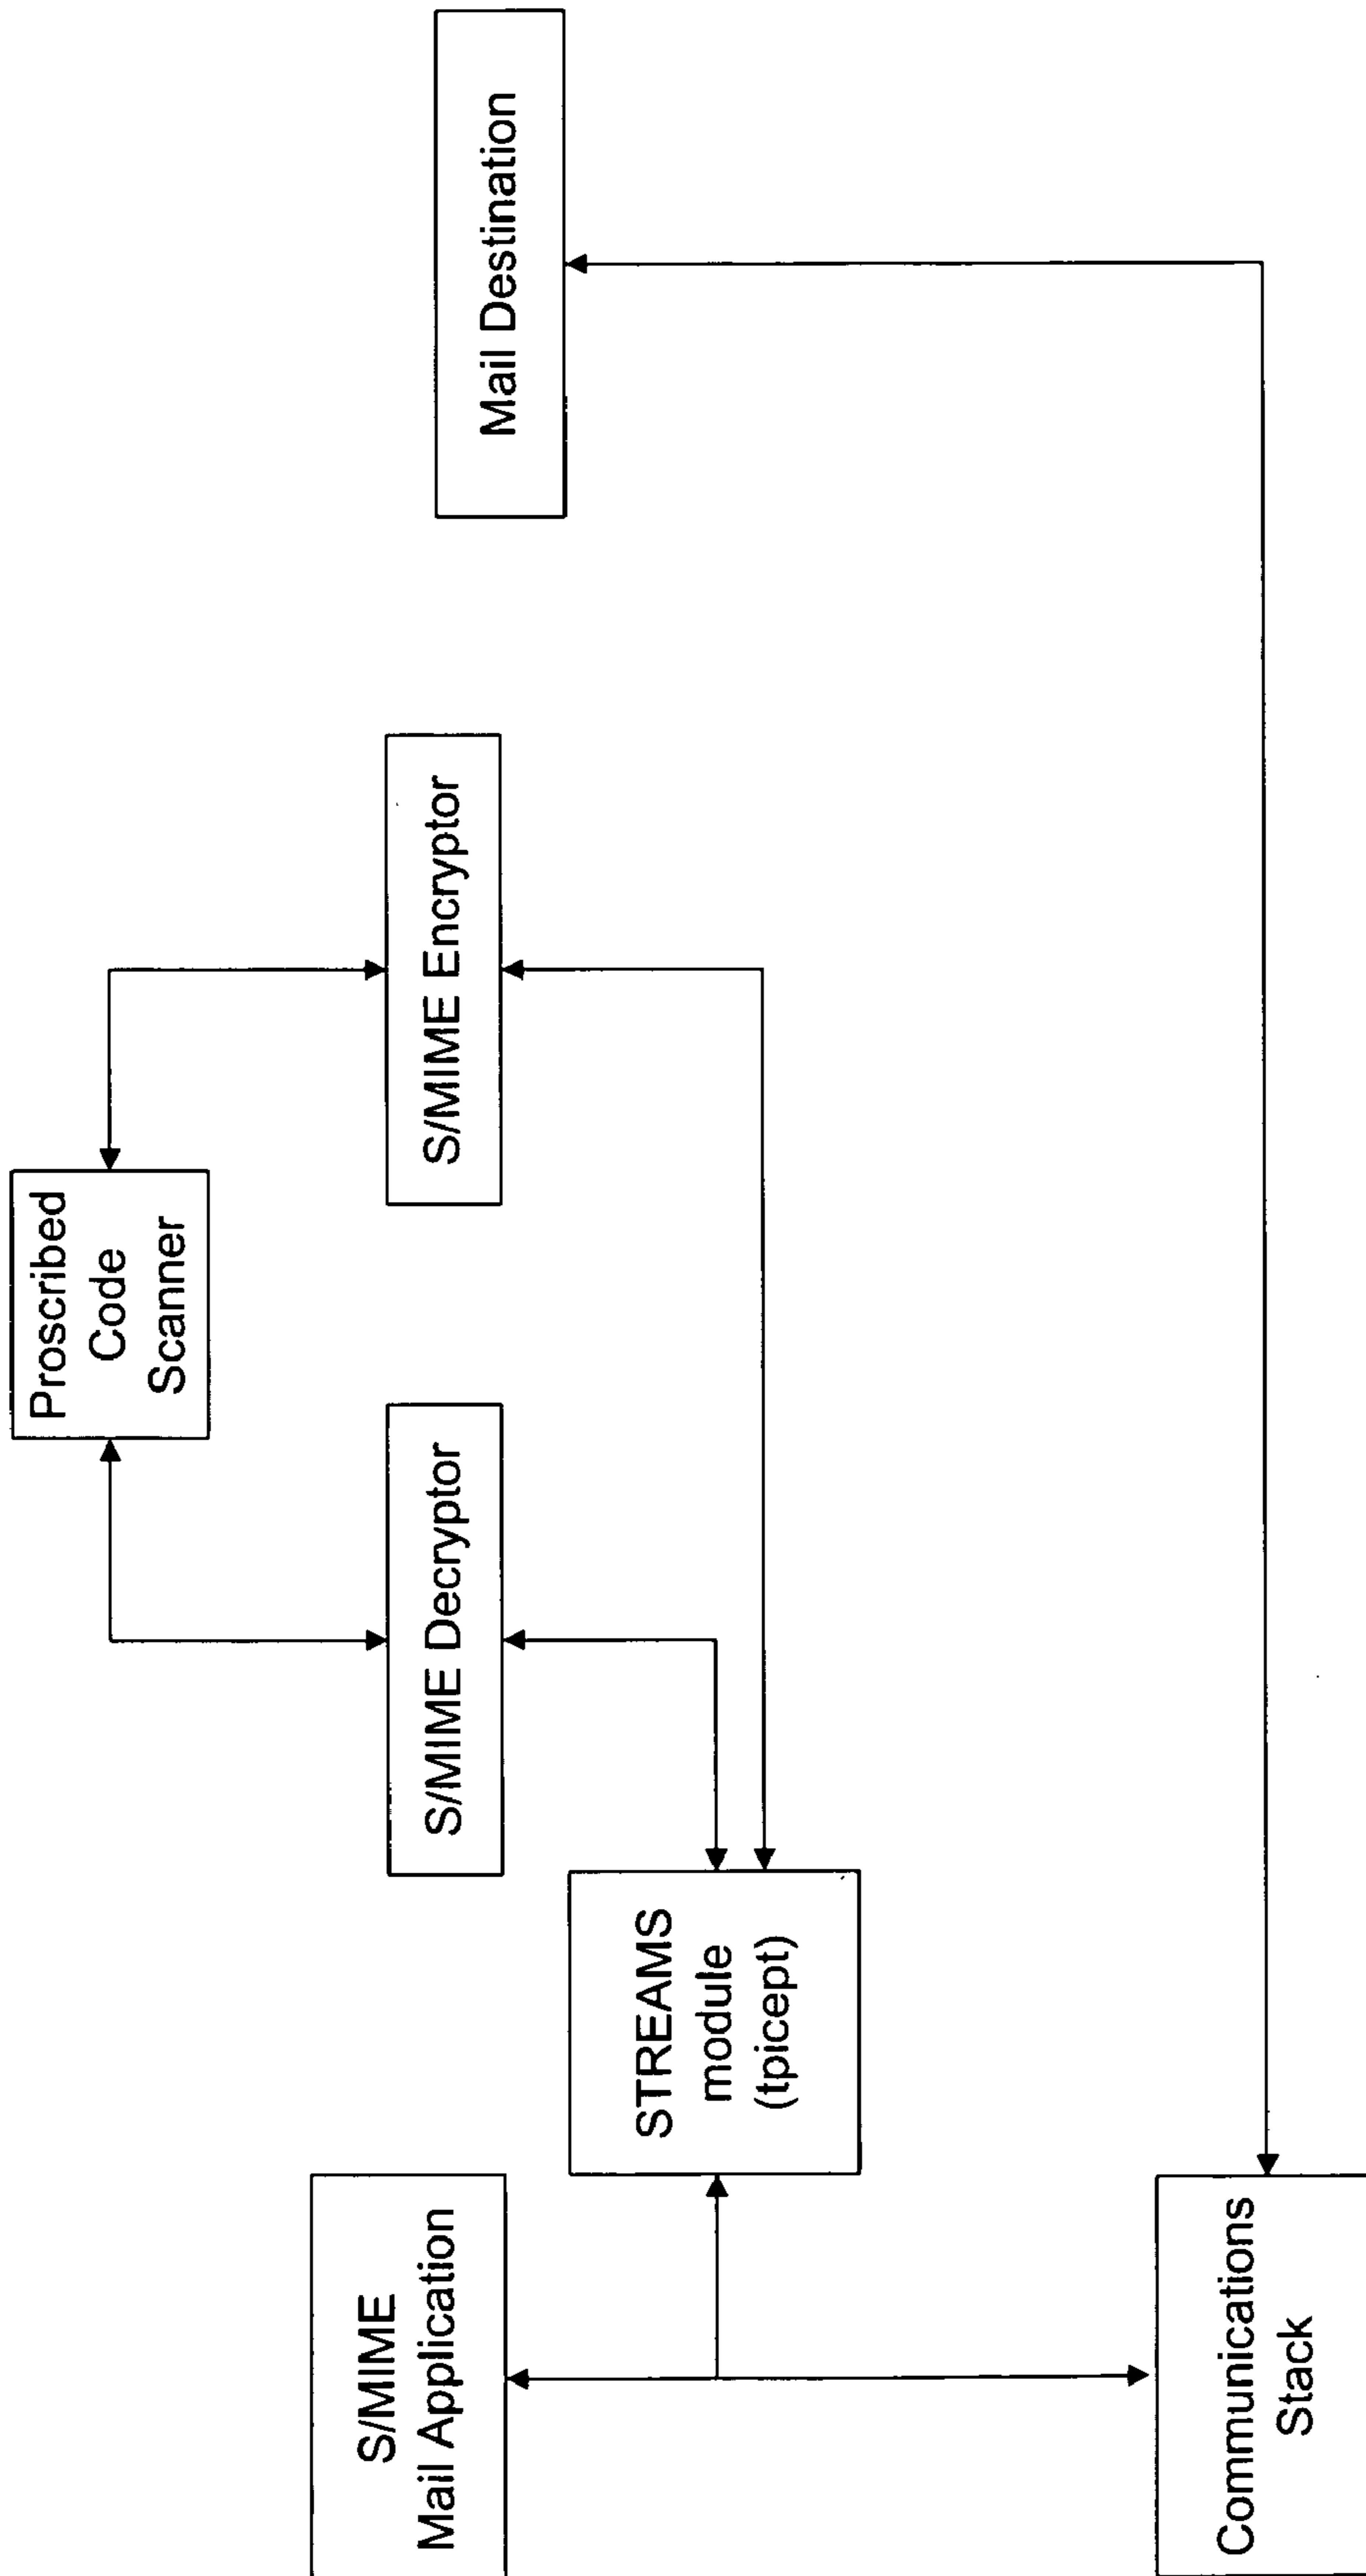 Proscribed
Code
Scanner
S/MIME Decryptor
S/MIME Encryptor
Mail Destination
S/MIME
Mail Application
STREAMS
module
(tpicept)
Communications
Stack